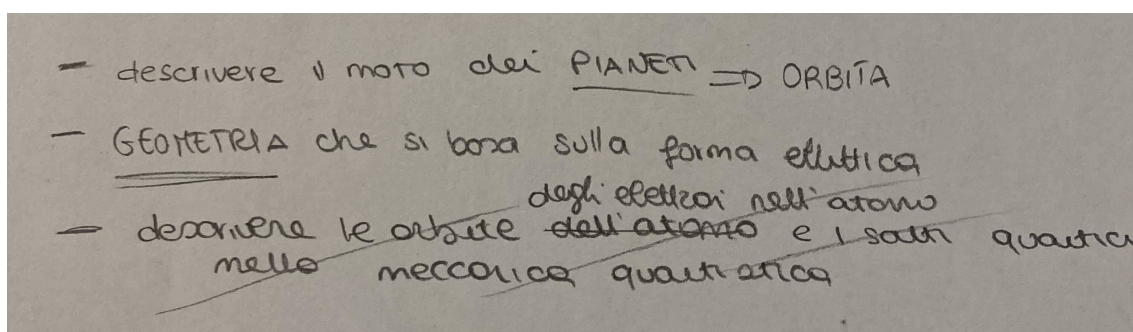 - descrivere il moto dei PIANETI => ORBITA
- GEOMETRIA che si basa sulla forma ellittica
degli elettroni nell'atomo
- descrivere le orbite dell'atomo e i salti quantici
nella meccanica quantistica